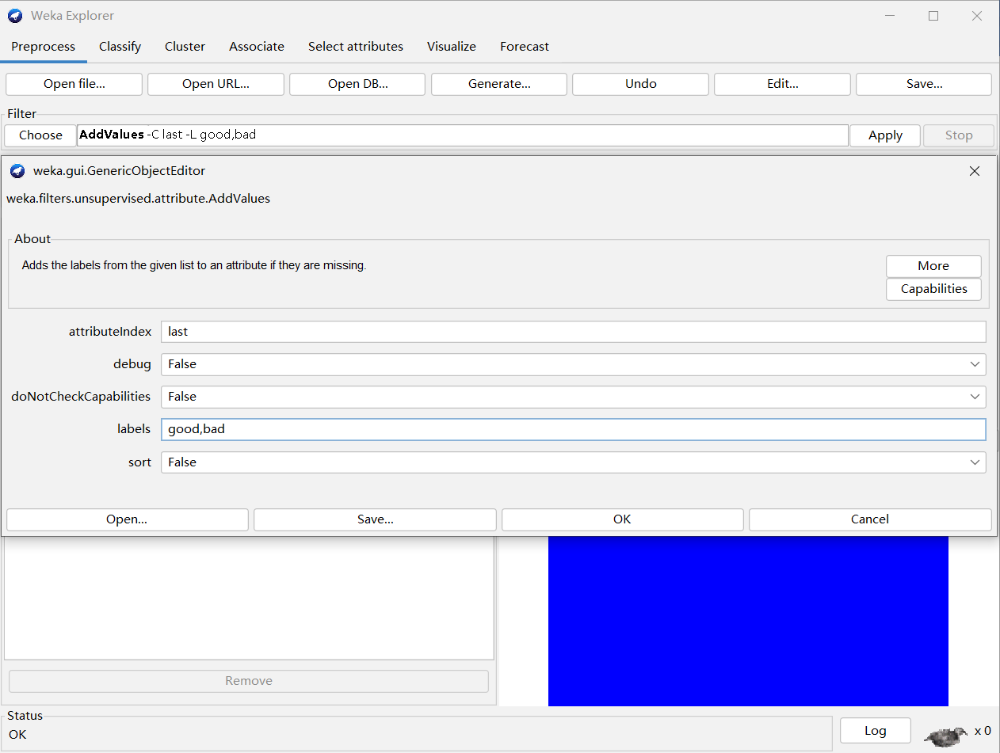 Weka Explorer
Preprocess Classify Cluster Associate Select attributes Visualize Forecast
Open file... Open URL... Open DB... Generate... Undo Edit... Save...
Filter
Choose AddValues -C last -L good,bad Apply Stop
weka.gui.GenericObjectEditor
weka.filters.unsupervised.attribute.AddValues
About
Adds the labels from the given list to an attribute if they are missing.
More
Capabilities
attributeIndex last
debug False
doNotCheckCapabilities False
labels good,bad
sort False
Open... Save... OK Cancel
Remove
Status
OK
Log x 0